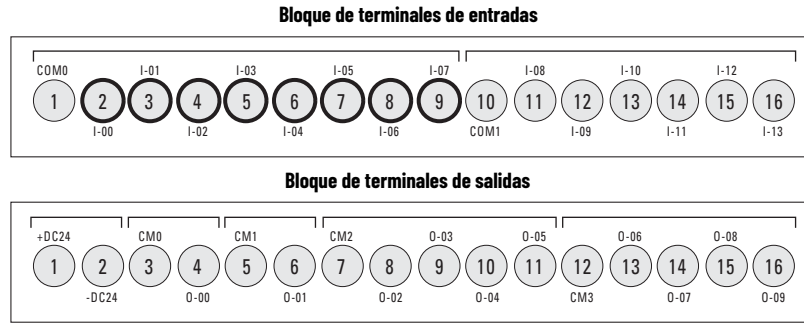 Bloque de terminales de entradas
COM0 I-01 I-03 I-05 I-07 I-08 I-10 I-12
1 2 3 4 5 6 7 8 9 10 11 12 13 14 15 16
I-00 I-02 I-04 I-06 COM1 I-09 I-11 I-13
Bloque de terminales de salidas
+DC24 CM0 CM1 CM2 O-03 O-05 O-06 O-08
1 2 3 4 5 6 7 8 9 10 11 12 13 14 15 16
-DC24 O-00 O-01 O-02 O-04 CM3 O-07 O-09